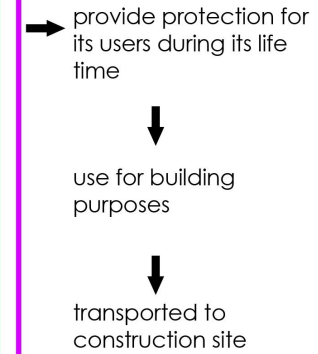 provide protection for
its users during its life
time
use for building
purposes
transported to
construction site